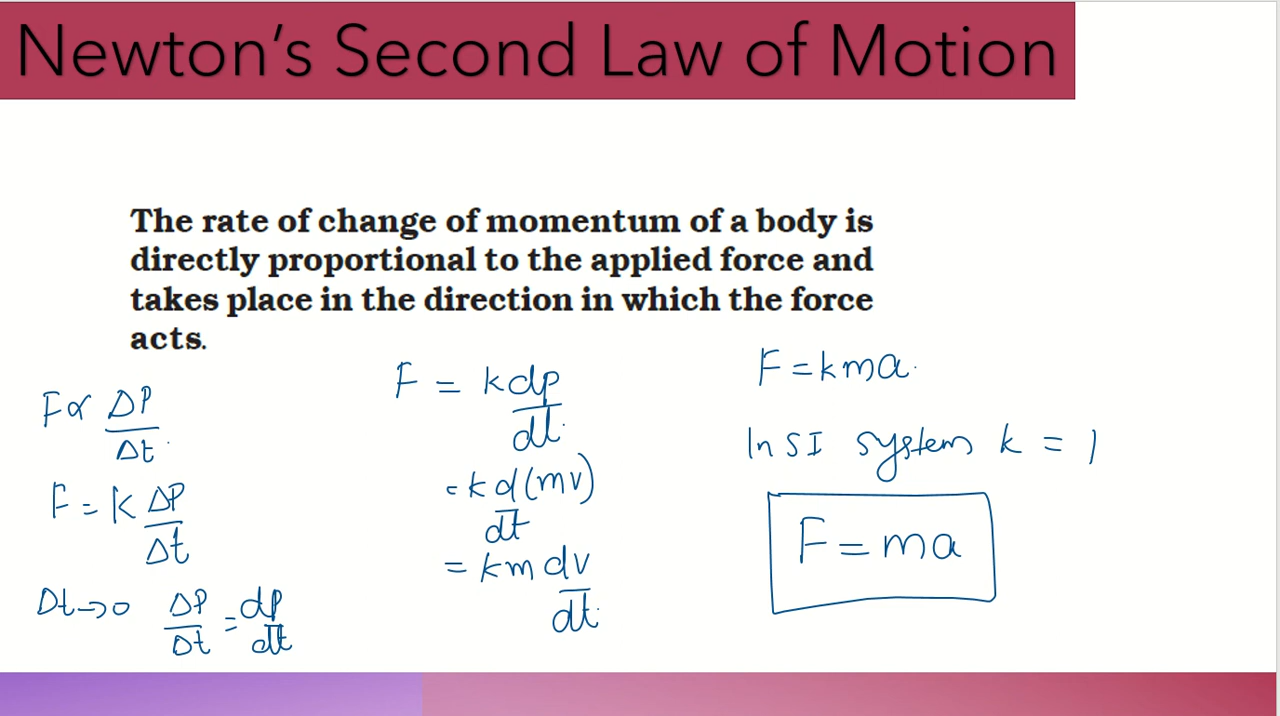 Newton's Second Law of Motion
The rate of change of momentum of a body is
directly proportional to the applied force and
takes place in the direction in which the force
acts.
F ∝ ΔP
Δt
F = k ΔP
Δt
Δt → 0 ΔP = dp
Δt dt
F = k dp
dt
= k d(mv)
dt
= km dv
dt
F = kma
In SI system k = 1
F = ma